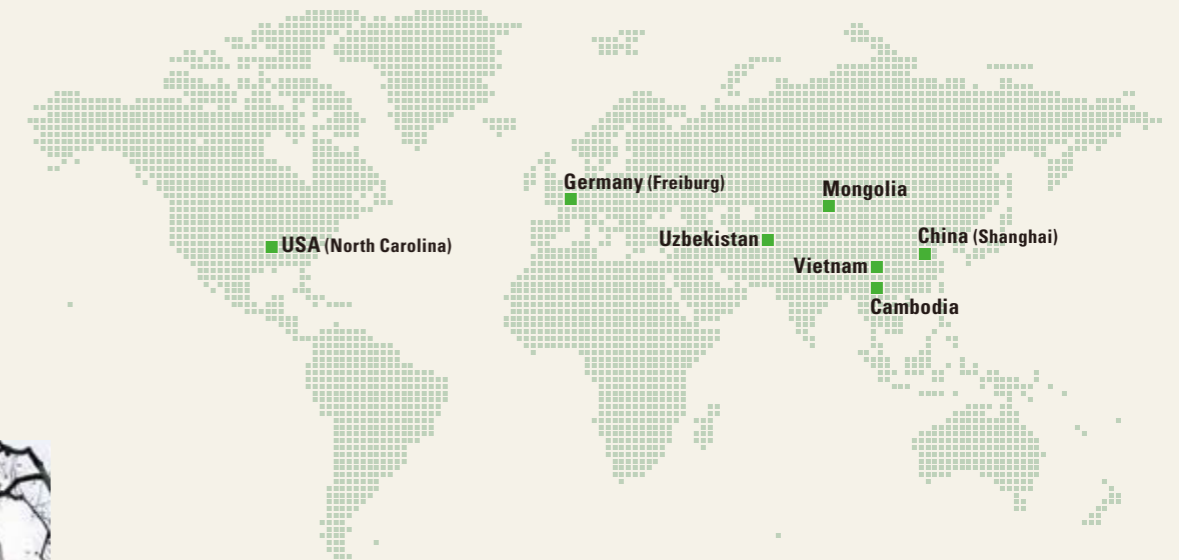 Germany (Freiburg)
Mongolia
China (Shanghai)
Uzbekistan
USA (North Carolina)
Vietnam
Cambodia